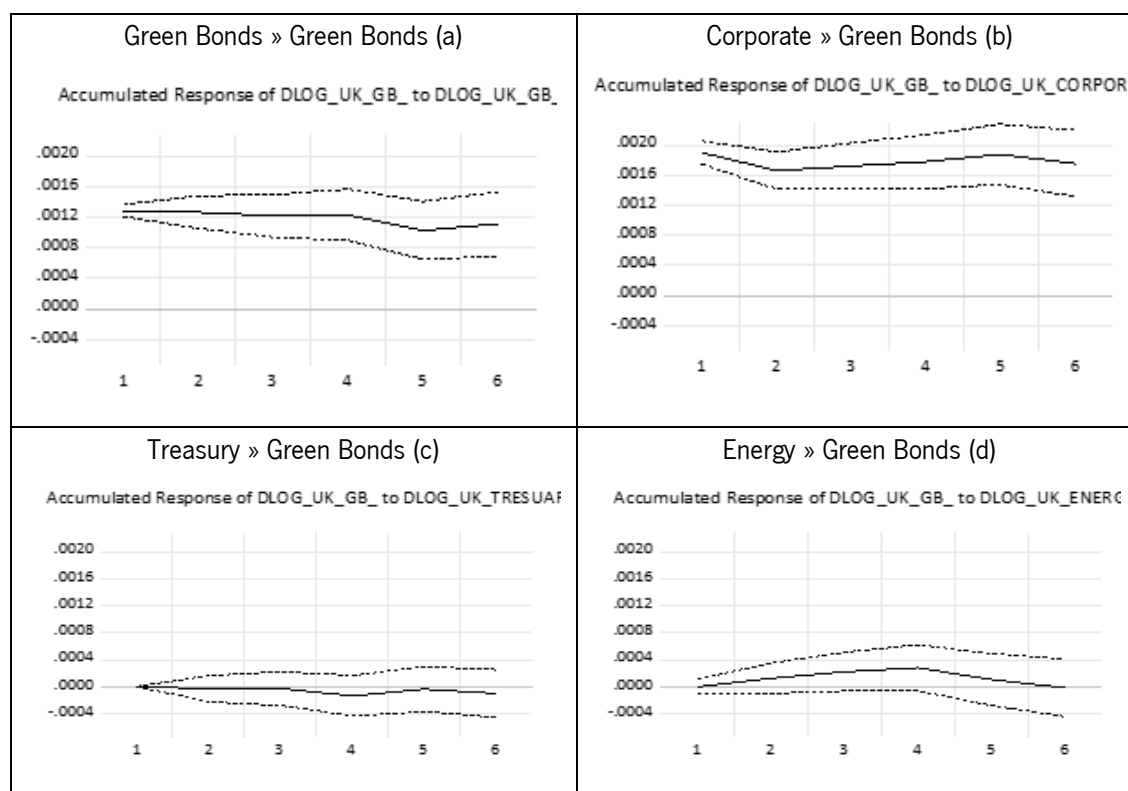 Green Bonds » Green Bonds (a)
Accumulated Response of DLOG_UK_GB_ to DLOG_UK_GB_
.0020
.0016
.0012
.0008
.0004
.0000
-.0004
1 2 3 4 5 6
Corporate » Green Bonds (b)
Accumulated Response of DLOG_UK_GB_ to DLOG_UK_CORPOR
.0020
.0016
.0012
.0008
.0004
.0000
-.0004
1 2 3 4 5 6
Treasury » Green Bonds (c)
Accumulated Response of DLOG_UK_GB_ to DLOG_UK_TRESUAR
.0020
.0016
.0012
.0008
.0004
.0000
-.0004
1 2 3 4 5 6
Energy » Green Bonds (d)
Accumulated Response of DLOG_UK_GB_ to DLOG_UK_ENERG
.0020
.0016
.0012
.0008
.0004
.0000
-.0004
1 2 3 4 5 6